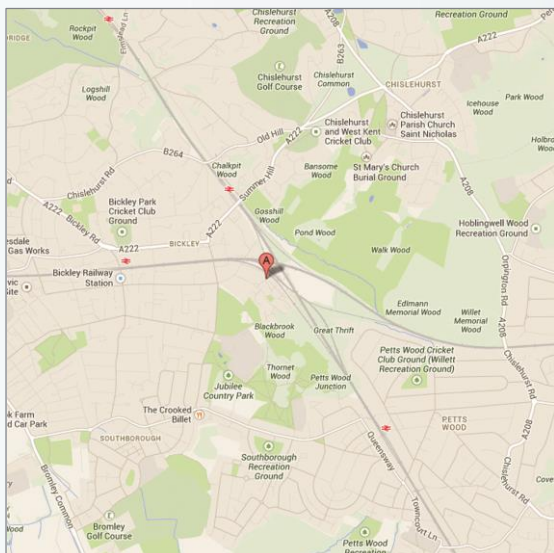 Rockpit
Wood
Elmstead Ln
Chislehurst
Recreation
Ground
A208
Recreation Ground
A222
RIDGE
B263
Logshill
Wood
Chislehurst
Golf Course
Chislehurst
Common
CHISLEHURST
Icehouse
Wood
Park Wood
Old Hill
A222
Chislehurst
and West Kent
Cricket Club
Chislehurst
Parish Church
Saint Nicholas
B264
Chalkpit
Wood
Bansome
Wood
St Mary's Church
Burial Ground
A208
Chislehurst Rd
Summer Hill
A222
Bickley Rd
Bickley Park
Cricket Club
Ground
A222
Gosshill
Wood
Pond Wood
Hoblingwell Wood
Recreation Ground
Gas Works
A222
BICKLEY
Walk Wood
Bickley Railway
Station
A
Orpington Rd
Edlmann
Memorial Wood
Willet
Memorial
Wood
A208
Blackbrook
Wood
Great Thrift
Petts Wood Cricket
Club Ground (Willett
Recreation Ground)
Chislehurst Rd
Thornet
Wood
Jubilee
Country Park
Petts Wood
Junction
The Crooked
Billet
PETTS
WOOD
A208
SOUTHBOROUGH
Southborough
Recreation
Ground
Queensway
Chislehurst Rd
Bromley Common
Towncourt Ln
Bromley
Golf Course
Petts Wood
Recreation